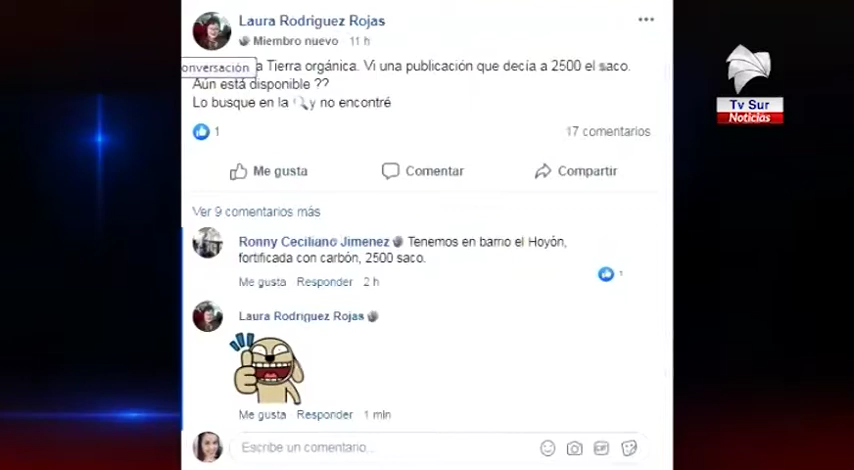 Laura Rodriguez Rojas
Miembro nuevo · 11 h
onversación
a Tierra orgánica. Vi una publicación que decía a 2500 el saco.
Aún está disponible ??
Lo busque en la 🔍 y no encontré
1
17 comentarios
Me gusta
Comentar
Compartir
Ver 9 comentarios más
Ronny Ceciliano Jimenez Tenemos en barrio el Hoyón,
fortificada con carbón, 2500 saco.
Me gusta Responder 2 h
1
Laura Rodriguez Rojas
Me gusta Responder 1 min
Escribe un comentario...
GIF
Tv Sur
Noticias